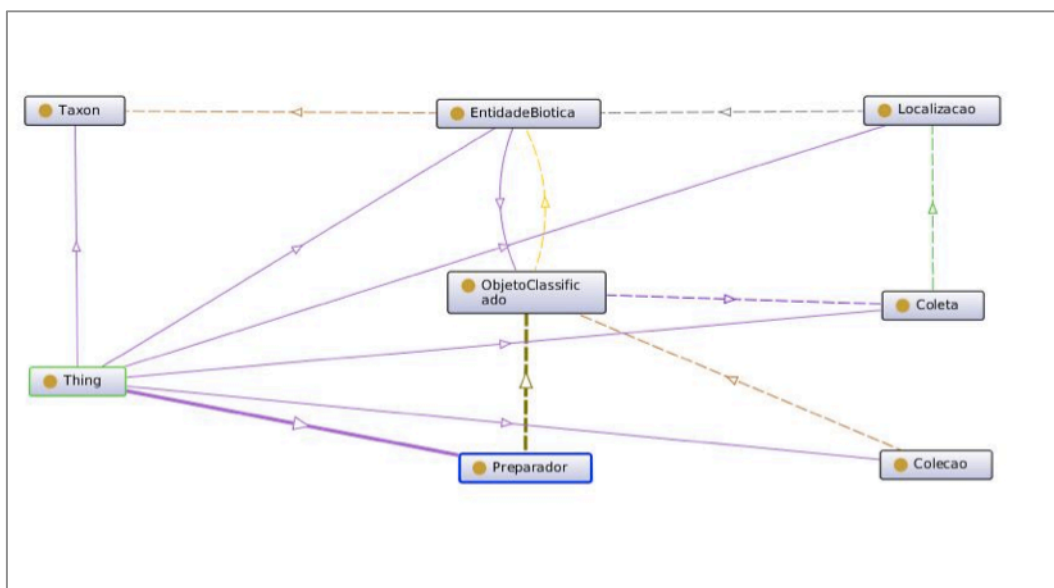 Taxon
EntidadeBiotica
Localizacao
ObjetoClassific
ado
Coleta
Thing
Preparador
Colecao